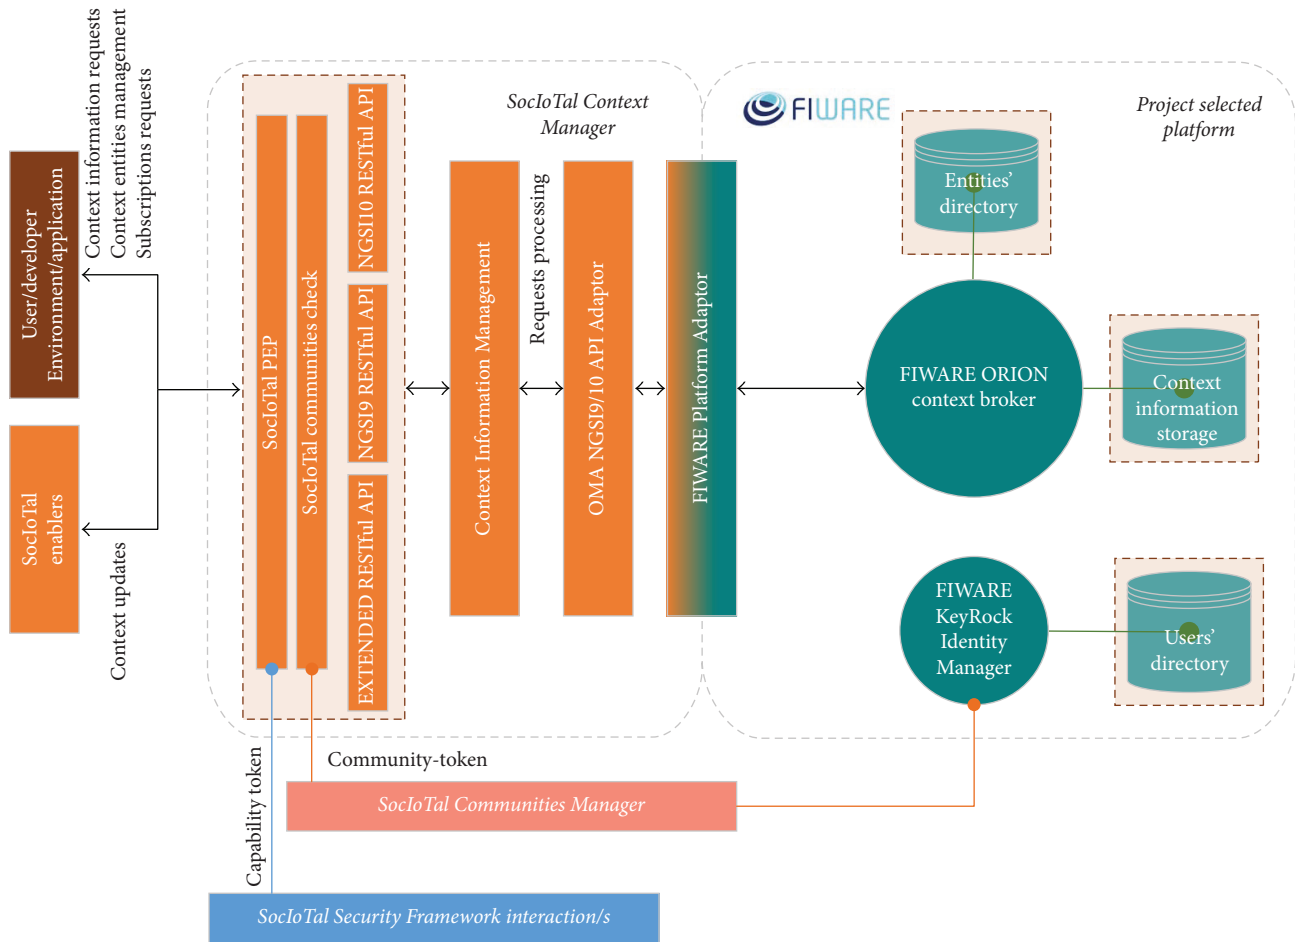 Context information requests
Context entities management
Subscriptions requests
User/developer
Environment/application
SocIoTal
enablers
Context updates
SocIoTal PEP
SocIoTal communities check
NGSI10 RESTful API
NGSI9 RESTful API
EXTENDED RESTful API
SocIoTal Context
Manager
Context Information Management
Requests processing
OMA NGSI9/10 API Adaptor
FIWARE Platform Adaptor
FIWARE
Project selected
platform
Entities’
directory
FIWARE ORION
context broker
Context
information
storage
FIWARE
KeyRock
Identity
Manager
Users’
directory
Capability token
Community-token
SocIoTal Communities Manager
SocIoTal Security Framework interaction/s